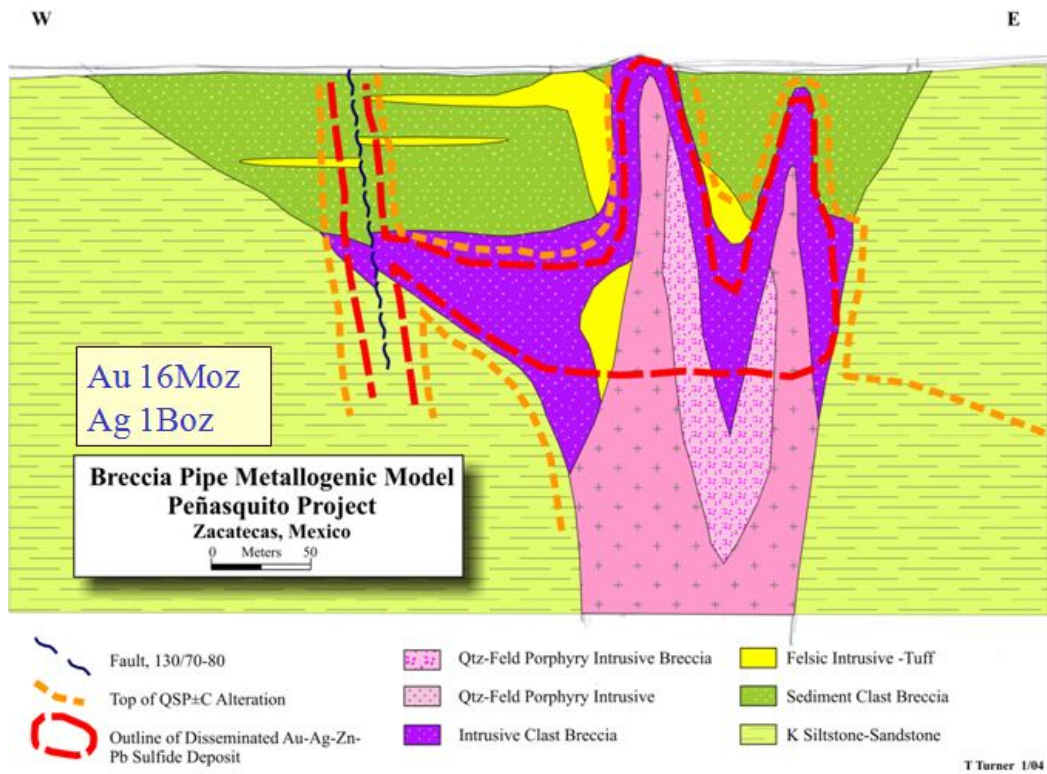 W
E
Au 16Moz
Ag 1Boz
Breccia Pipe Metallogenic Model
Peñasquito Project
Zacatecas, Mexico
0 Meters 50
Fault, 130/70-80
Top of QSP±C Alteration
Outline of Disseminated Au-Ag-Zn-
Pb Sulfide Deposit
Qtz-Feld Porphyry Intrusive Breccia
Qtz-Feld Porphyry Intrusive
Intrusive Clast Breccia
Felsic Intrusive -Tuff
Sediment Clast Breccia
K Siltstone-Sandstone
T Turner 1/04